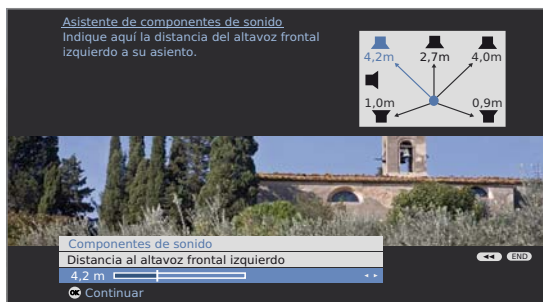 Asistente de componentes de sonido
Indique aquí la distancia del altavoz frontal
izquierdo a su asiento.
4,2m 2,7m 4,0m
1,0m 0,9m
Componentes de sonido
Distancia al altavoz frontal izquierdo
4,2 m
OK Continuar
END